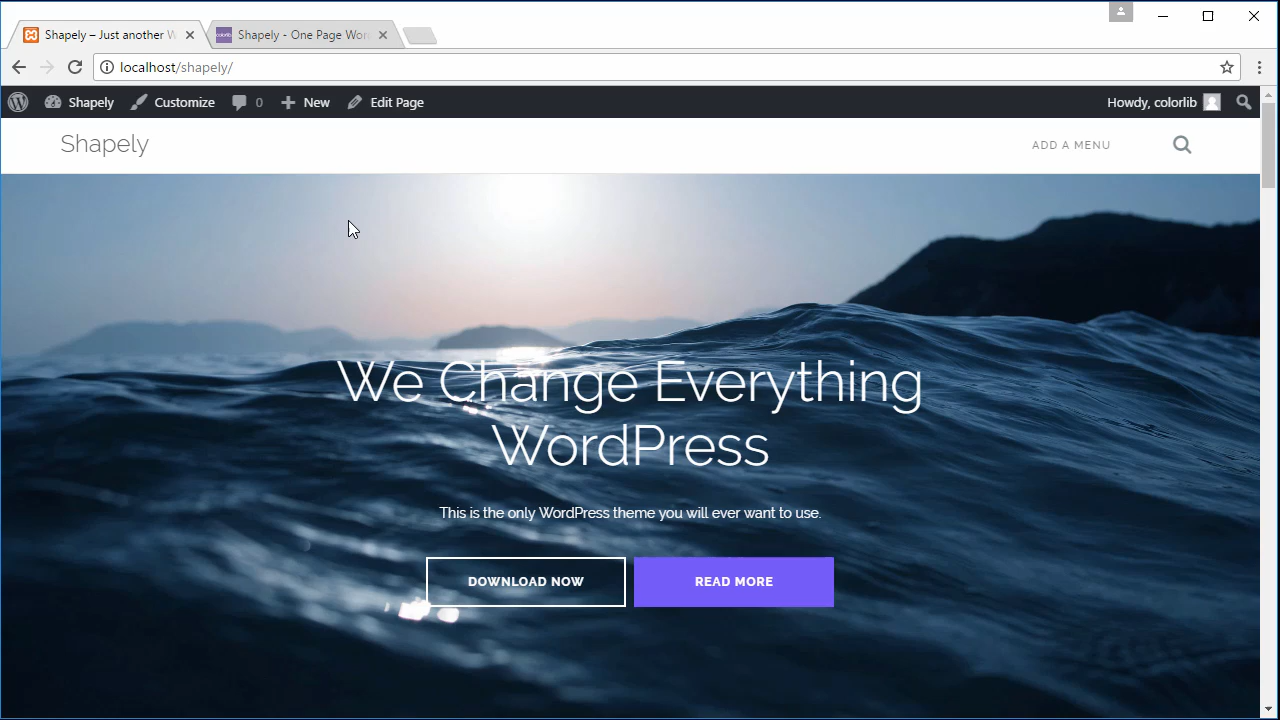 Shapely – Just another W
Shapely - One Page Wor
localhost/shapely/
Shapely Customize 0 New Edit Page Howdy, colorlib
Shapely ADD A MENU
We Change Everything
WordPress
This is the only WordPress theme you will ever want to use.
DOWNLOAD NOW READ MORE